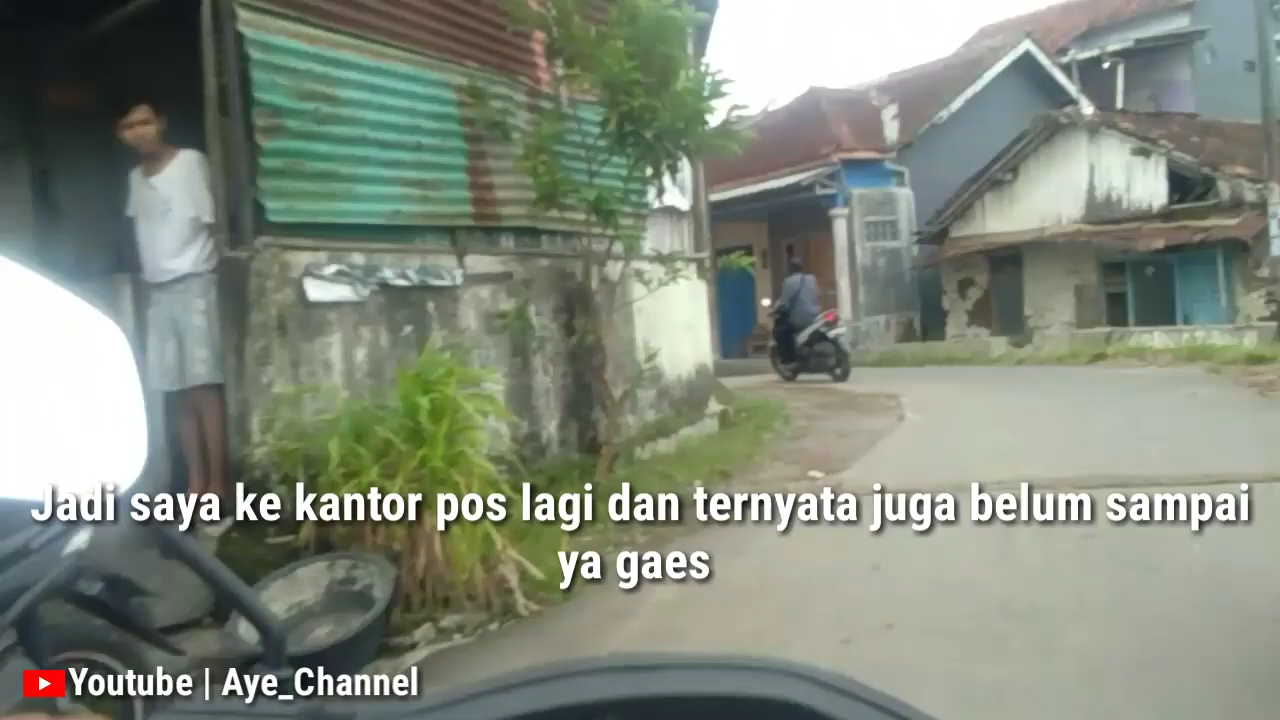 Jadi saya ke kantor pos lagi dan ternyata juga belum sampai
ya gaes
Youtube | Aye_Channel